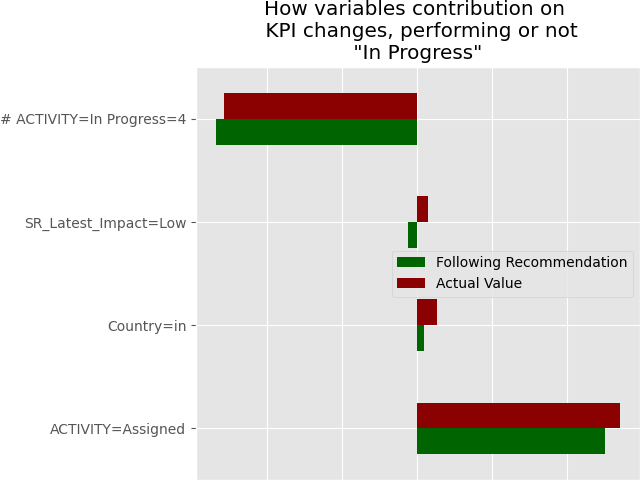 How variables contribution on
KPI changes, performing or not
"In Progress"
# ACTIVITY=In Progress=4
SR_Latest_Impact=Low
Following Recommendation
Actual Value
Country=in
ACTIVITY=Assigned